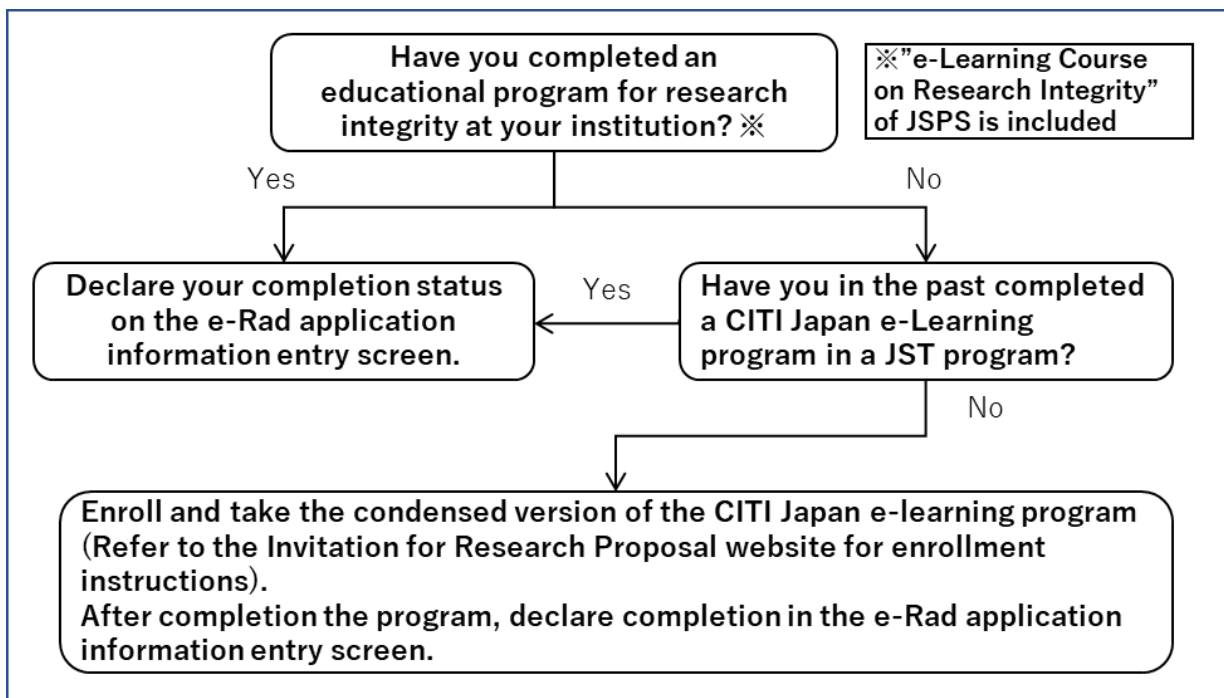 Have you completed an
educational program for research
integrity at your institution? ※
※”e-Learning Course
on Research Integrity”
of JSPS is included
Yes
No
Declare your completion status
on the e-Rad application
information entry screen.
Yes
Have you in the past completed
a CITI Japan e-Learning
program in a JST program?
No
Enroll and take the condensed version of the CITI Japan e-learning program
(Refer to the Invitation for Research Proposal website for enrollment
instructions).
After completion the program, declare completion in the e-Rad application
information entry screen.